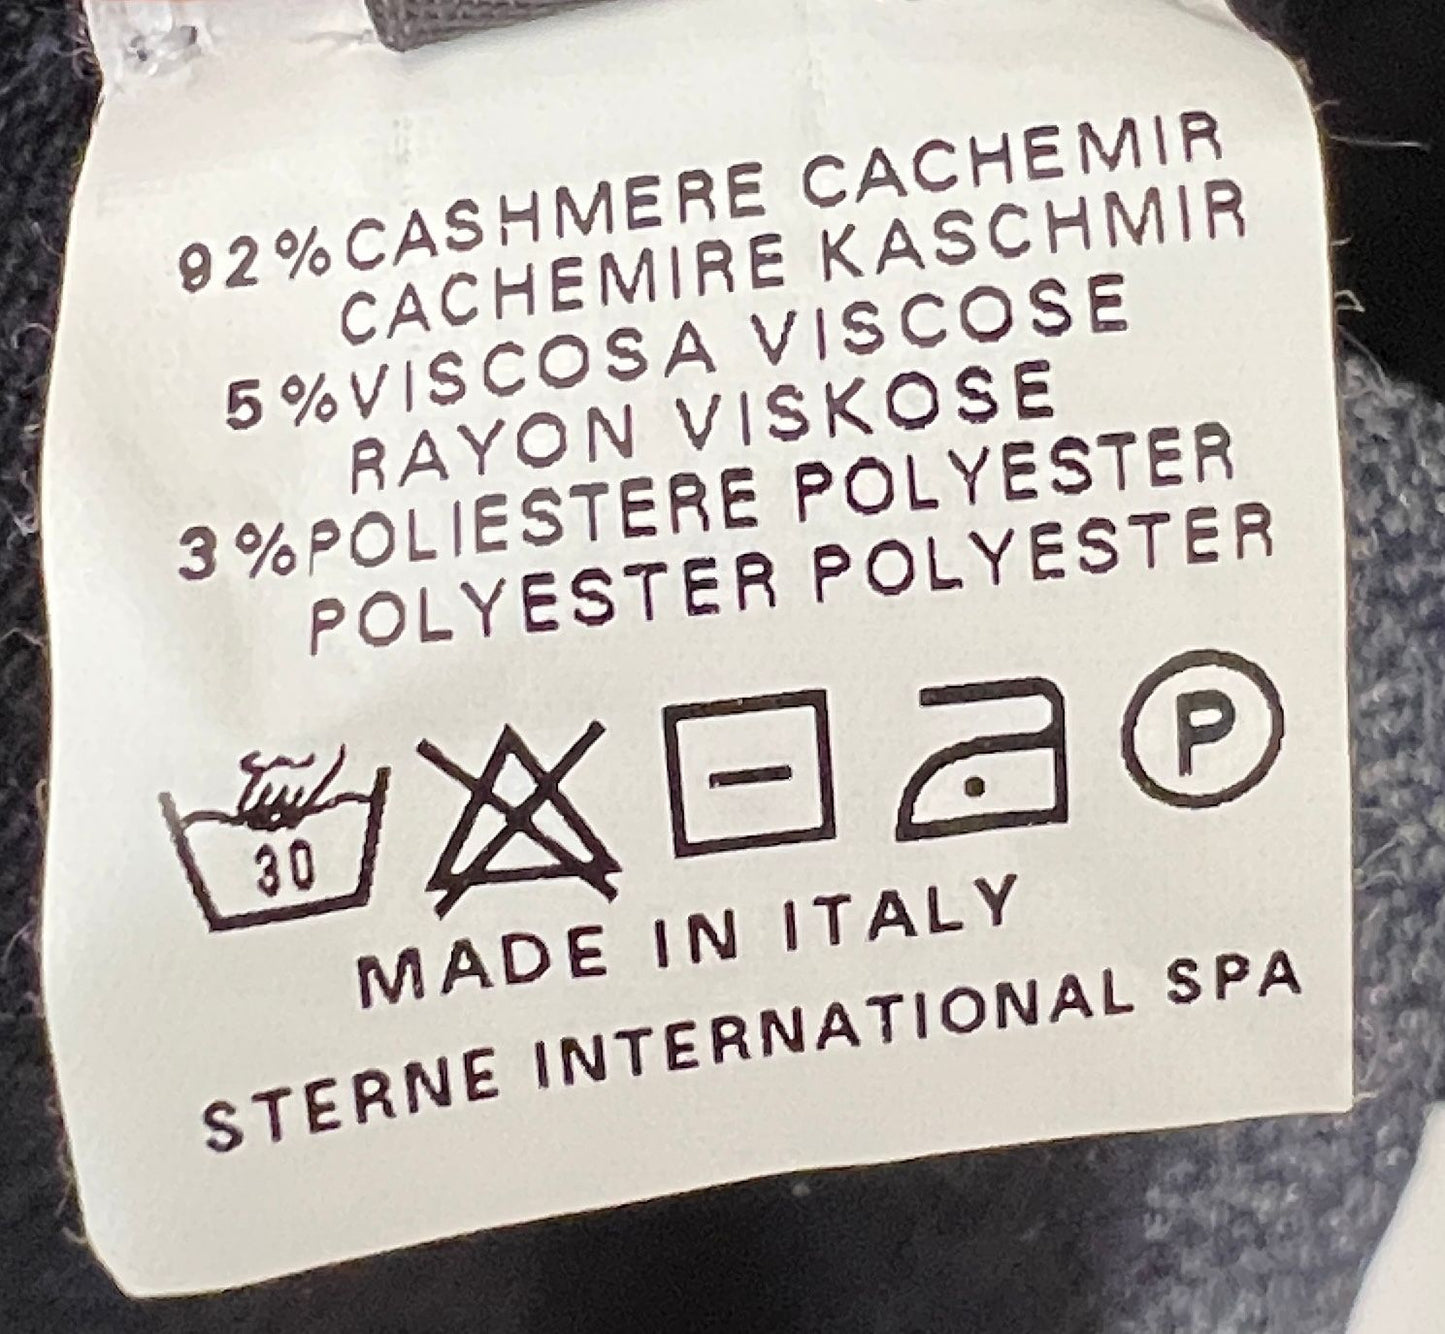 92% CASHMERE CACHEMIR
CACHEMIRE KASCHMIR
5% VISCOSA VISCOSE
RAYON VISKOSE
3% POLIESTERE POLYESTER
POLYESTER POLYESTER
30
P
MADE IN ITALY
STERNE INTERNATIONAL SPA